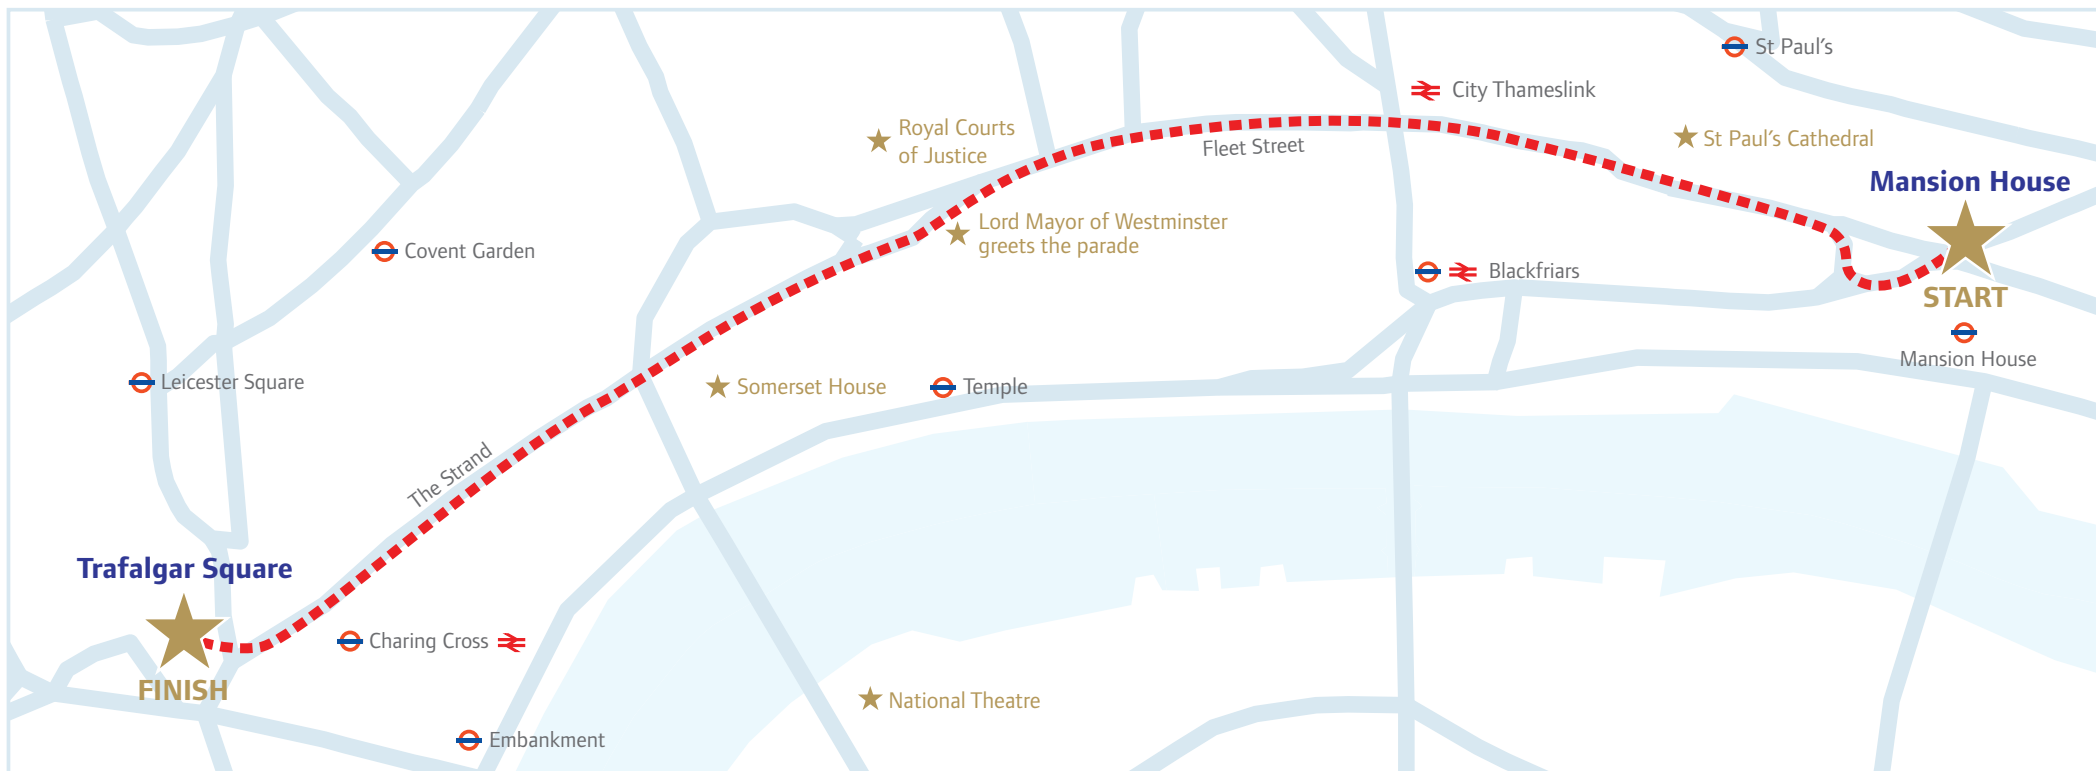 St Paul's
City Thameslink
Royal Courts
of Justice
St Paul's Cathedral
Fleet Street
Mansion House
Lord Mayor of Westminster
greets the parade
Covent Garden
Blackfriars
START
Mansion House
Leicester Square
Somerset House
Temple
The Strand
Trafalgar Square
Charing Cross
FINISH
National Theatre
Embankment